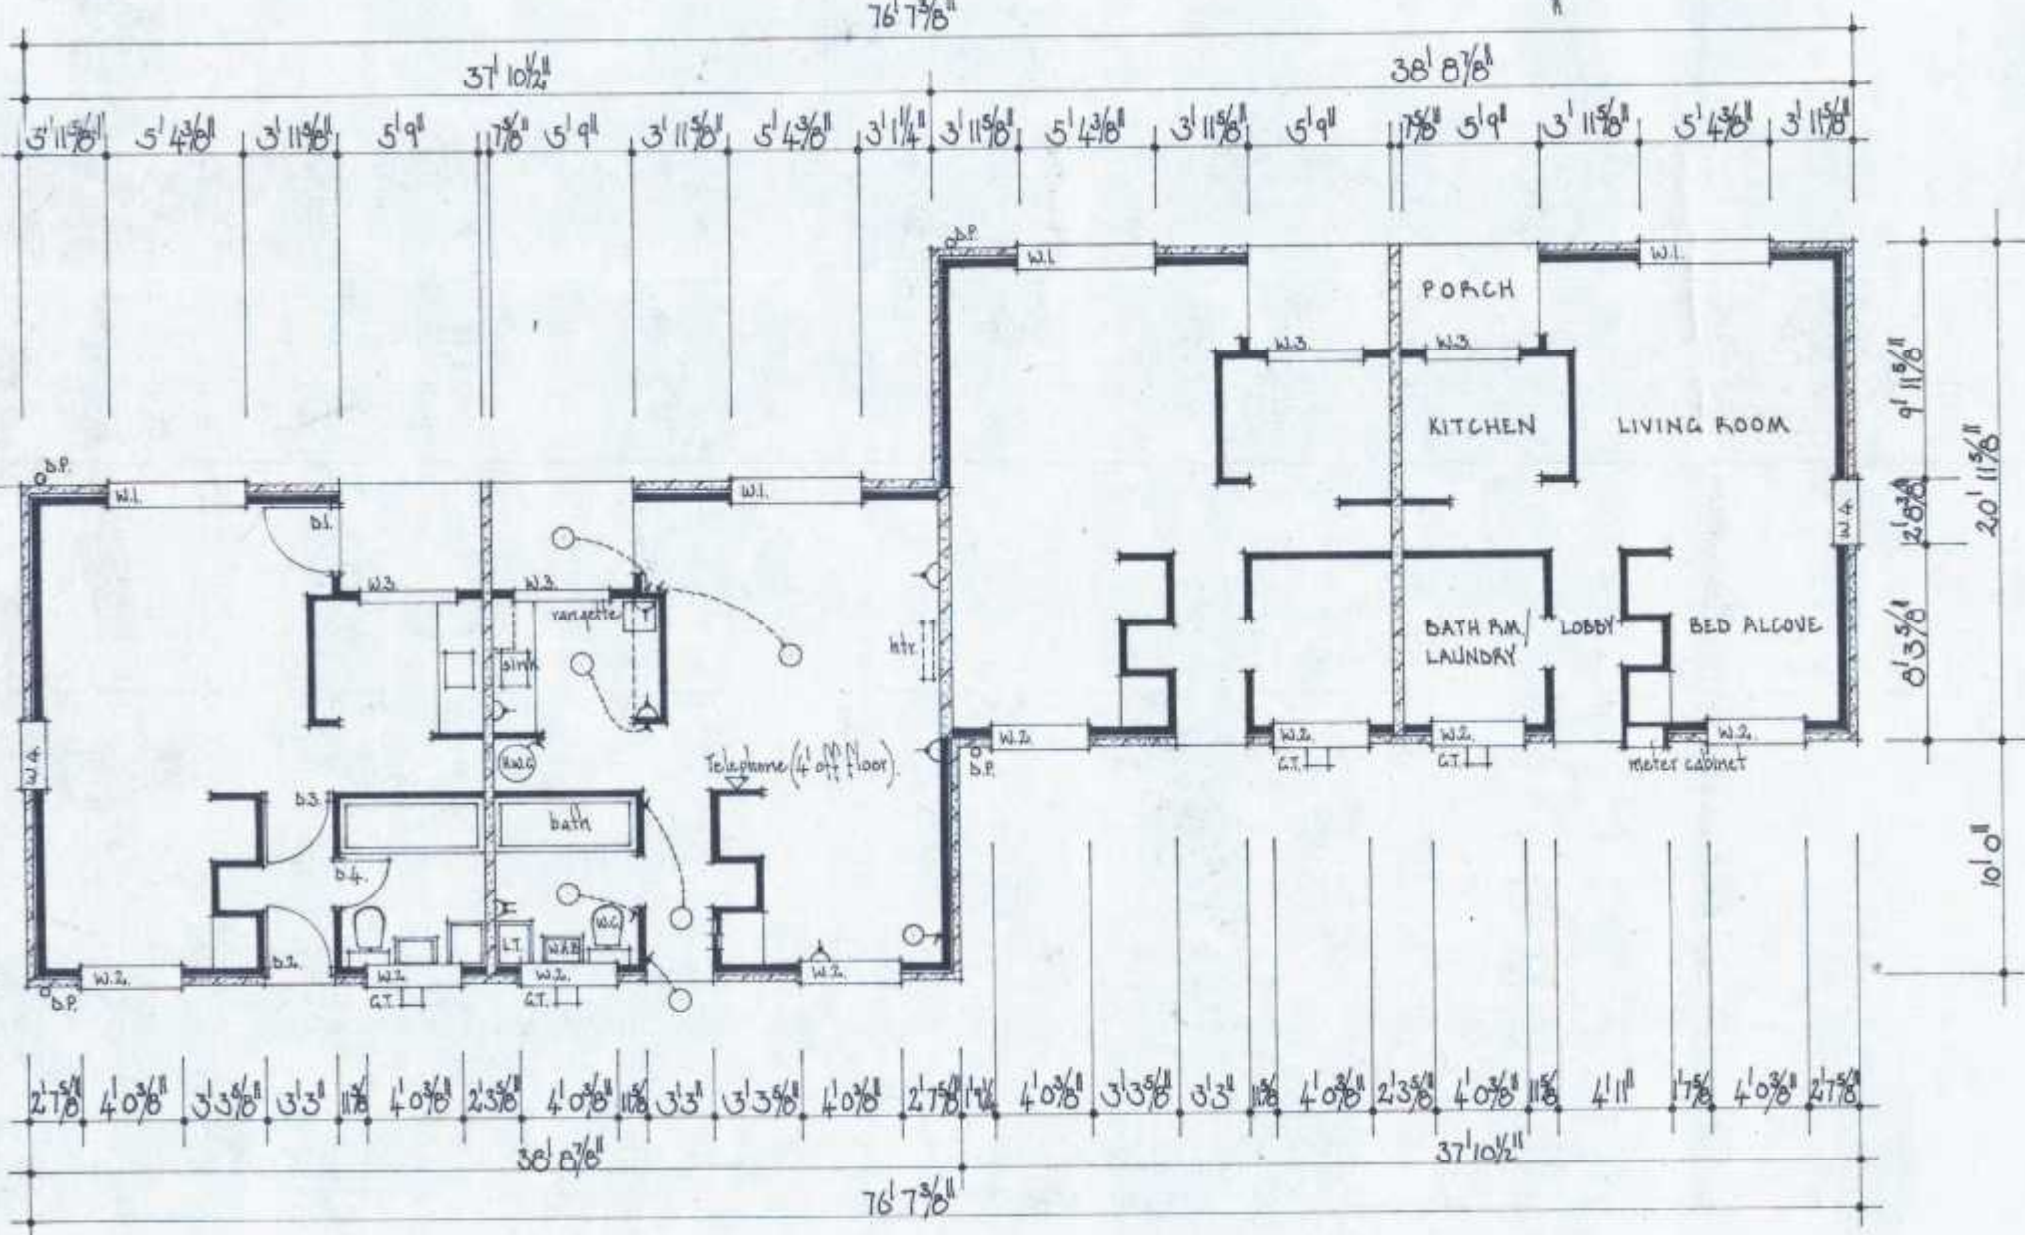 76' 7 3/8"
37' 10 1/2" 38' 8 7/8"
3' 11 5/8" 5' 4 3/8" 3' 11 5/8" 5' 9" 7 5/8" 5' 9" 3' 11 5/8" 5' 4 3/8" 3' 1 1/4" 3' 11 5/8" 5' 4 3/8" 3' 11 5/8" 5' 9" 7 5/8" 5' 9" 3' 11 5/8" 5' 4 3/8" 3' 11 5/8"
D.P.
W.1. W.1.
PORCH
W.3. W.3.
9' 11 5/8"
KITCHEN LIVING ROOM
20' 11 5/8"
D.P.
W.1. W.1.
2' 8 3/8"
W.4.
D.1.
W.3. W.3.
rangette
BATH RM./ LOBBY BED ALCOVE
LAUNDRY
8' 3 5/8"
htr.
sink
W.2. W.2. W.2. W.2.
D.P. G.T. G.T. meter cabinet
W.4.
H.W.C.
Telephone (4' off floor).
D.3.
bath
D.4.
10' 0"
W.C.
L.T. W.H.B.
D.2.
W.2. W.2. W.2. W.2.
D.P. G.T. G.T.
2' 7 5/8" 4' 0 3/8" 3' 3 5/8" 3' 3" 11 5/8 4' 0 3/8" 2' 3 5/8" 4' 0 3/8" 11 5/8 3' 3" 3' 3 5/8" 4' 0 3/8" 2' 7 5/8" 1' 9 1/4 4' 0 3/8" 3' 3 5/8" 3' 3" 11 5/8 4' 0 3/8" 2' 3 5/8" 4' 0 3/8" 11 5/8 4' 11" 1' 7 5/8 4' 0 3/8" 2' 7 5/8"
38' 8 7/8" 37' 10 1/2"
76' 7 3/8"